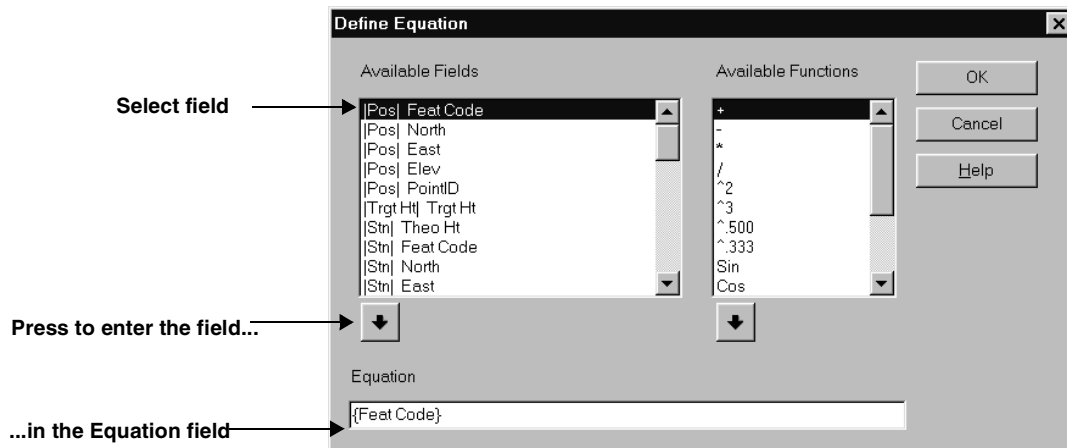 Define Equation
Available Fields
Available Functions
OK
Cancel
Help
Select field
|Pos| Feat Code
|Pos| North
|Pos| East
|Pos| Elev
|Pos| PointID
|Trgt Ht| Trgt Ht
|Stn| Theo Ht
|Stn| Feat Code
|Stn| North
|Stn| East
+
-
*
/
^2
^3
^.500
^.333
Sin
Cos
Press to enter the field...
Equation
{Feat Code}
...in the Equation field